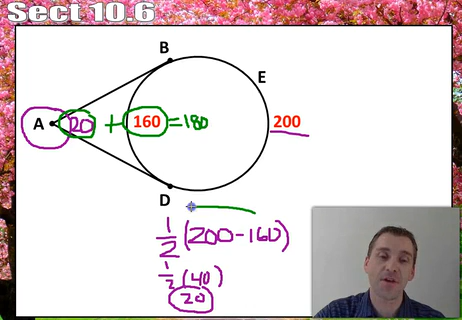 Sect 10.6
B
E
A 20 + 160 = 180 200
D
1/2 (200-160)
1/2 (40)
20